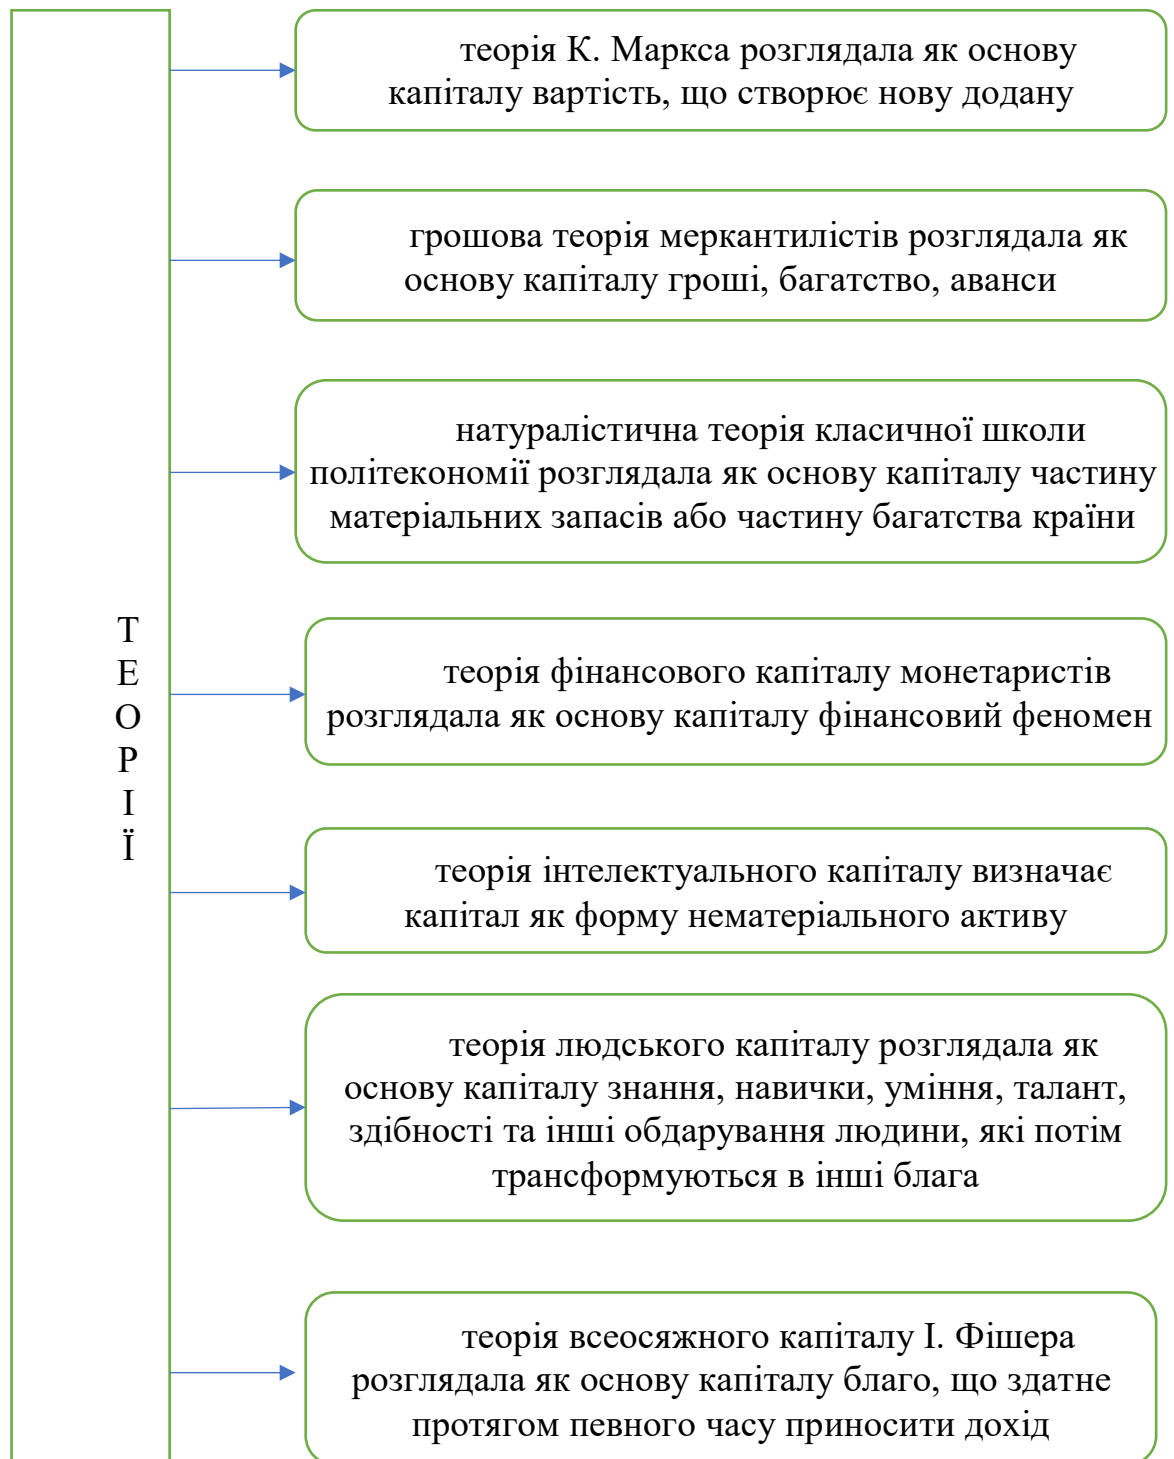 теорія К. Маркса розглядала як основу
капіталу вартість, що створює нову додану
грошова теорія меркантилістів розглядала як
основу капіталу гроші, багатство, аванси
натуралістична теорія класичної школи
політекономії розглядала як основу капіталу частину
матеріальних запасів або частину багатства країни
Т
Е
О
Р
І
Ї
теорія фінансового капіталу монетаристів
розглядала як основу капіталу фінансовий феномен
теорія інтелектуального капіталу визначає
капітал як форму нематеріального активу
теорія людського капіталу розглядала як
основу капіталу знання, навички, уміння, талант,
здібності та інші обдарування людини, які потім
трансформуються в інші блага
теорія всеосяжного капіталу І. Фішера
розглядала як основу капіталу благо, що здатне
протягом певного часу приносити дохід